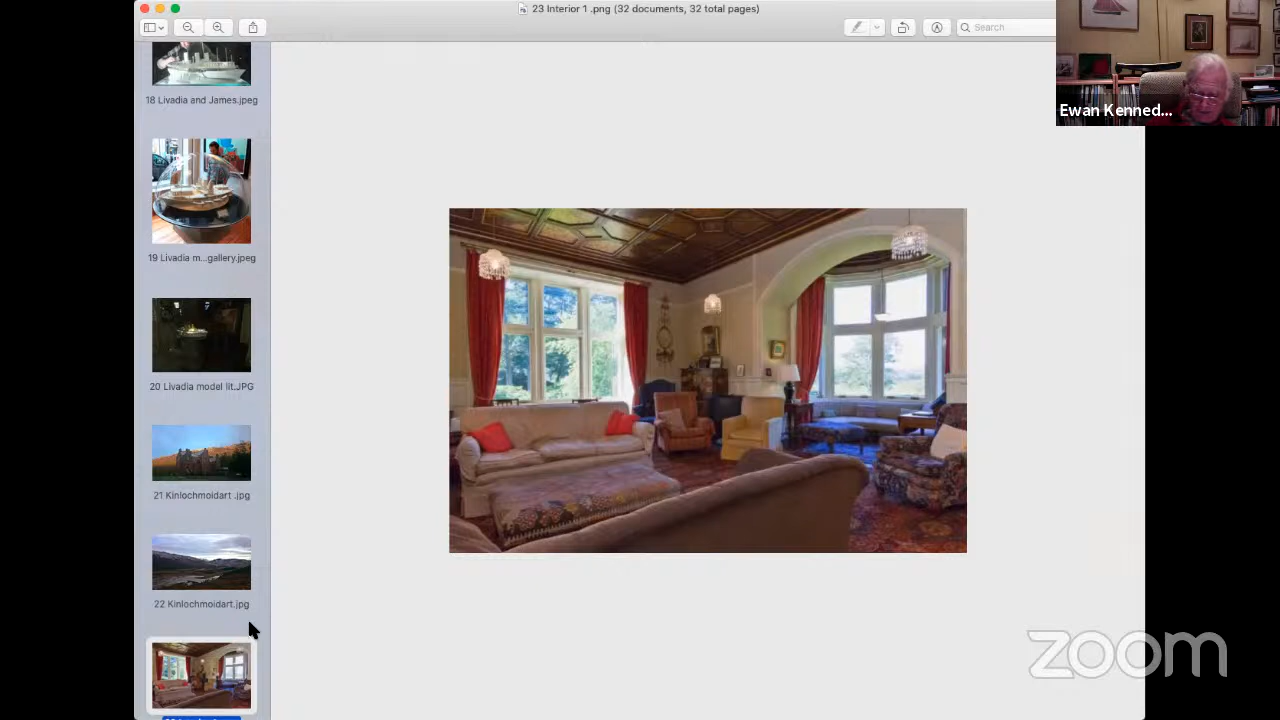 23 Interior 1 .png (32 documents, 32 total pages)
Search
18 Livadia and James.jpeg
19 Livadia m...gallery.jpeg
20 Livadia model lit.JPG
21 Kinlochmoidart .jpg
22 Kinlochmoidart.jpg
Ewan Kenned...
zoom